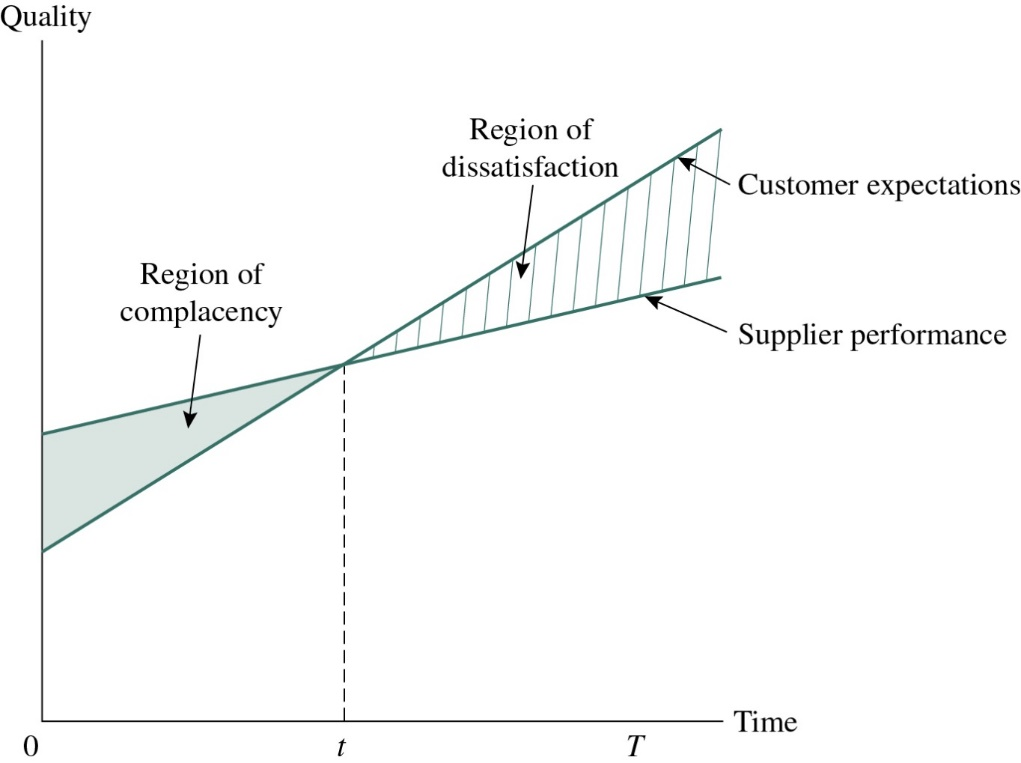 Quality
Region of
dissatisfaction
Customer expectations
Region of
complacency
Supplier performance
Time
0
t
T